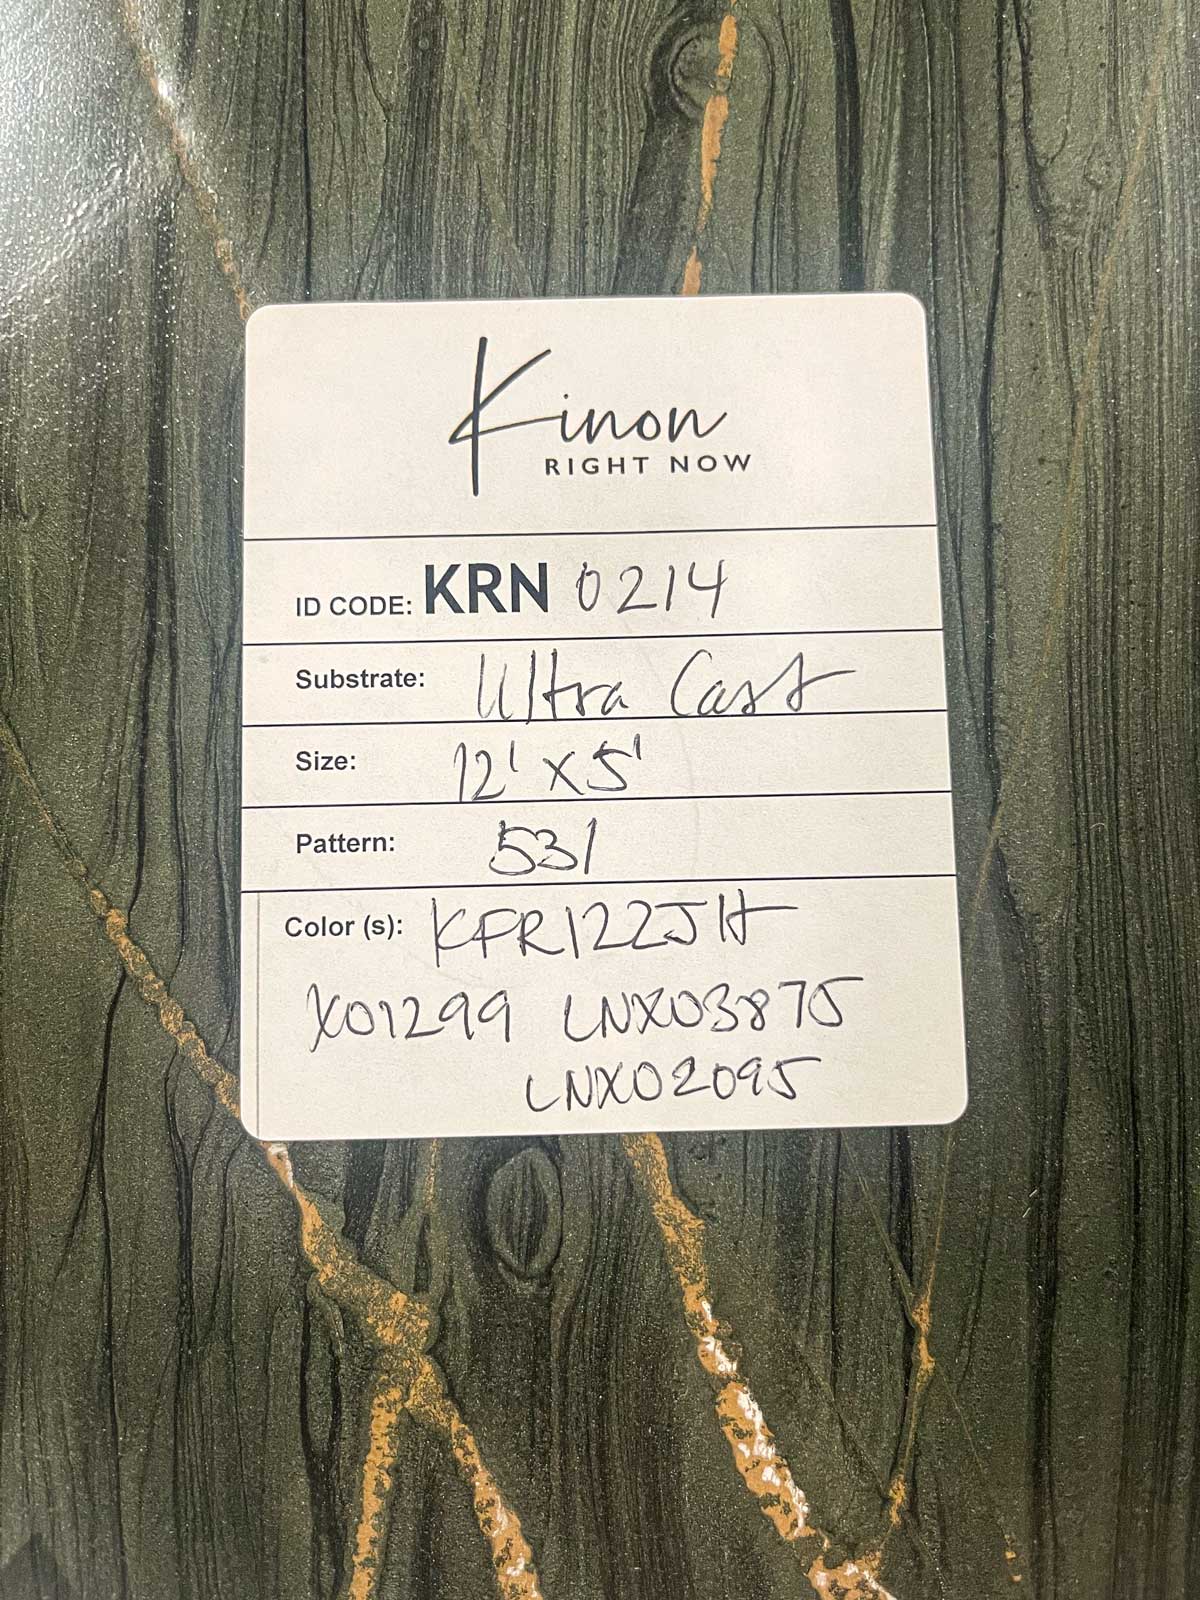 Kinon
RIGHT NOW
ID CODE: KRN 0214
Substrate: Ultra Cast
Size: 12' x 5'
Pattern: 531
Color (s): KFR122JH
X01299 LNX03875
LNX02095